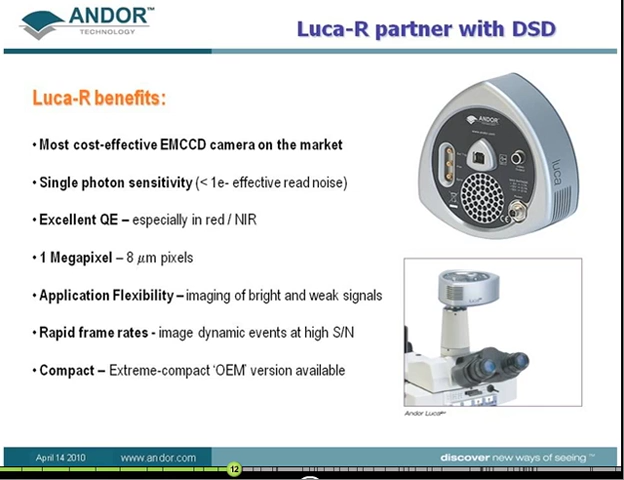 ANDOR™
TECHNOLOGY
Luca-R partner with DSD
Luca-R benefits:
• Most cost-effective EMCCD camera on the market
• Single photon sensitivity (< 1e- effective read noise)
• Excellent QE – especially in red / NIR
• 1 Megapixel – 8 μm pixels
• Application Flexibility – imaging of bright and weak signals
• Rapid frame rates - image dynamic events at high S/N
• Compact – Extreme-compact ‘OEM’ version available
ANDOR
luca
Andor Luca
April 14 2010
www.andor.com
discover new ways of seeing ™
12